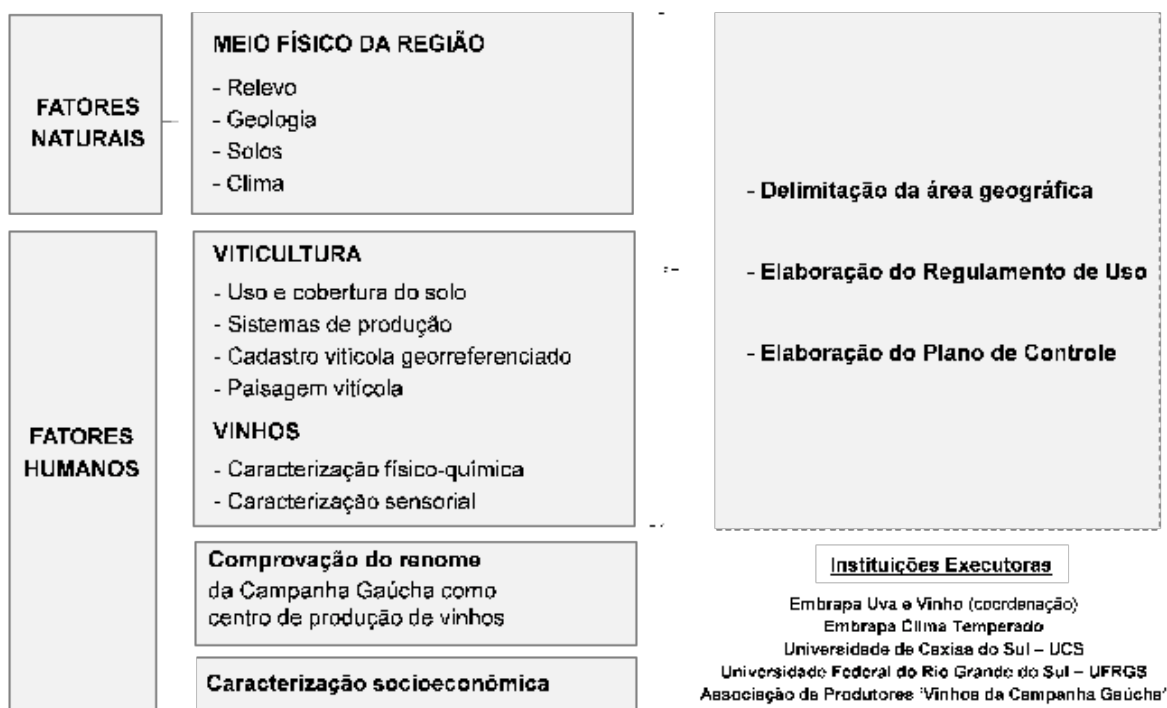 FATORES
NATURAIS
MEIO FÍSICO DA REGIÃO
- Relevo
- Geologia
- Solos
- Clima
FATORES
HUMANOS
VITICULTURA
- Uso e cobertura do solo
- Sistemas de produção
- Cadastro vitícola georreferenciado
- Paisagem vitícola
VINHOS
- Caracterização físico-química
- Caracterização sensorial
Comprovação do renome
da Campanha Gaúcha como
centro de produção de vinhos
Caracterização socioeconômica
- Delimitação da área geográfica
- Elaboração do Regulamento de Uso
- Elaboração do Plano de Controle
Instituições Executoras
Embrapa Uva e Vinho (coordenação)
Embrapa Clima Temperado
Universidade de Caxias do Sul – UCS
Universidade Federal do Rio Grande do Sul – UFRGS
Associação de Produtores 'Vinhos da Campanha Gaúcha'